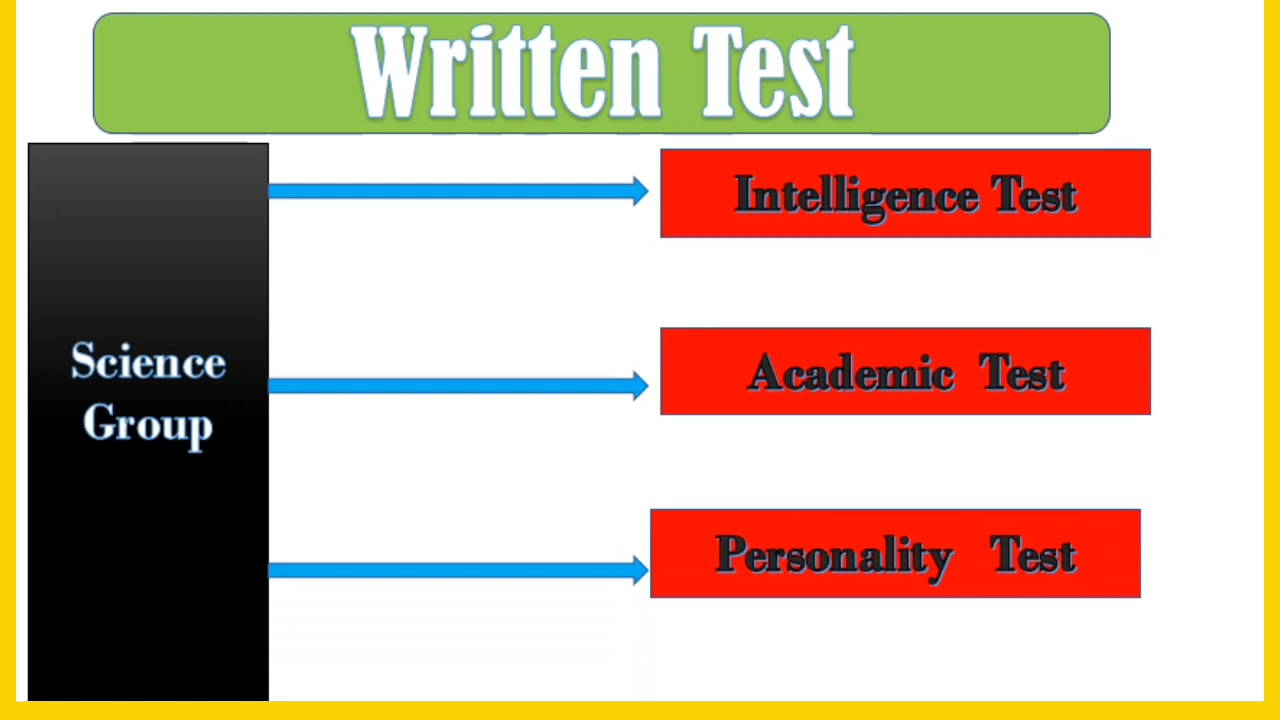 Written Test
Intelligence Test
Science
Group
Academic Test
Personality Test